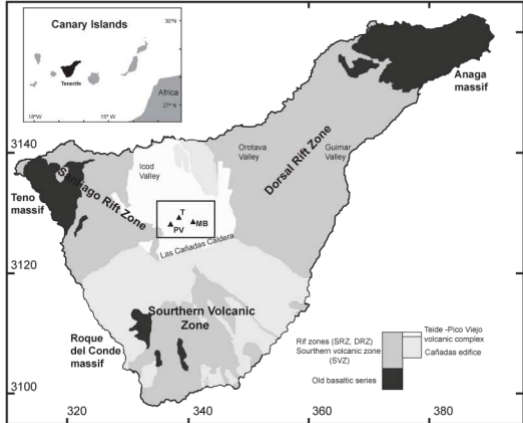 Canary Islands
30°N
Tenerife
Africa
27° N
18°W
15° W
Anaga
massif
3140
Orotava
Valley
Guimar
Valley
Dorsal Rift Zone
Icod
Valley
Santiago Rift Zone
Teno
massif
T
PV
MB
Las Cañadas Caldera
3120
Sourthern Volcanic
Zone
Roque
del Conde
massif
Rif zones (SRZ, DRZ)
Sourthern volcanic zone
(SVZ)
Teide -Pico Viejo
volcanic complex
Cañadas edifice
Old basaltic series
3100
320
340
360
380